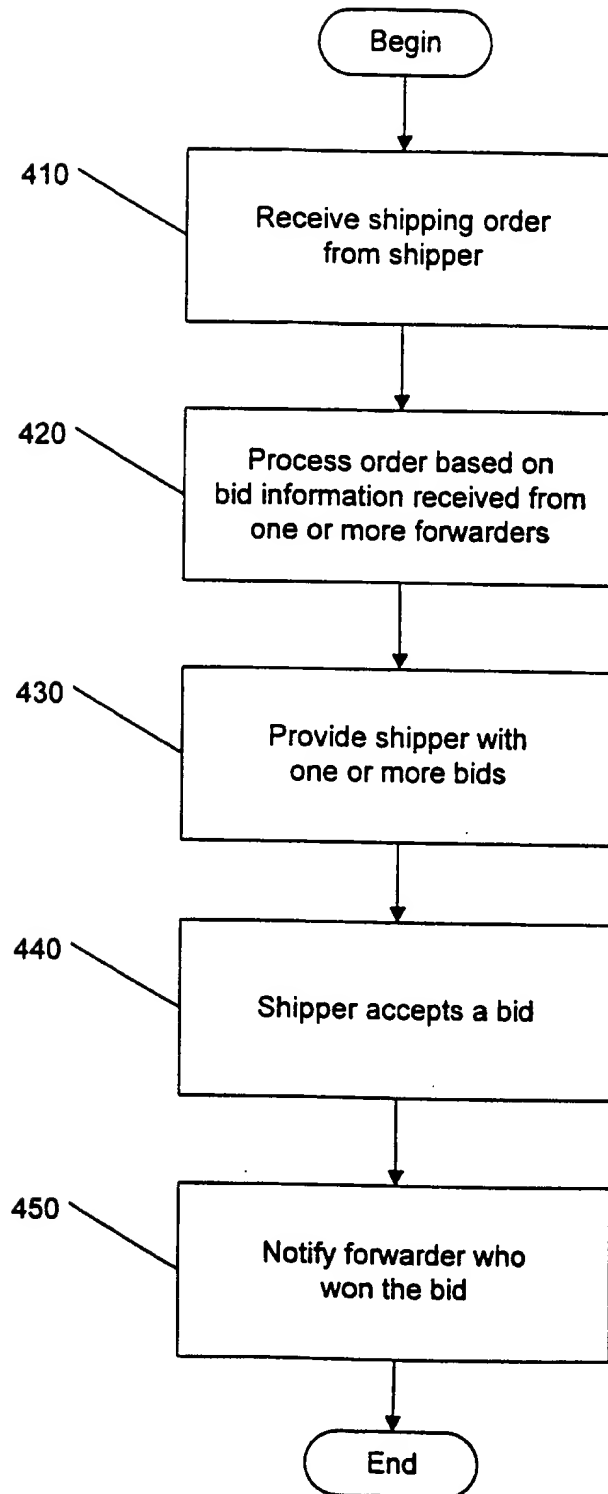 Begin
410
Receive shipping order
from shipper
420
Process order based on
bid information received from
one or more forwarders
430
Provide shipper with
one or more bids
440
Shipper accepts a bid
450
Notify forwarder who
won the bid
End